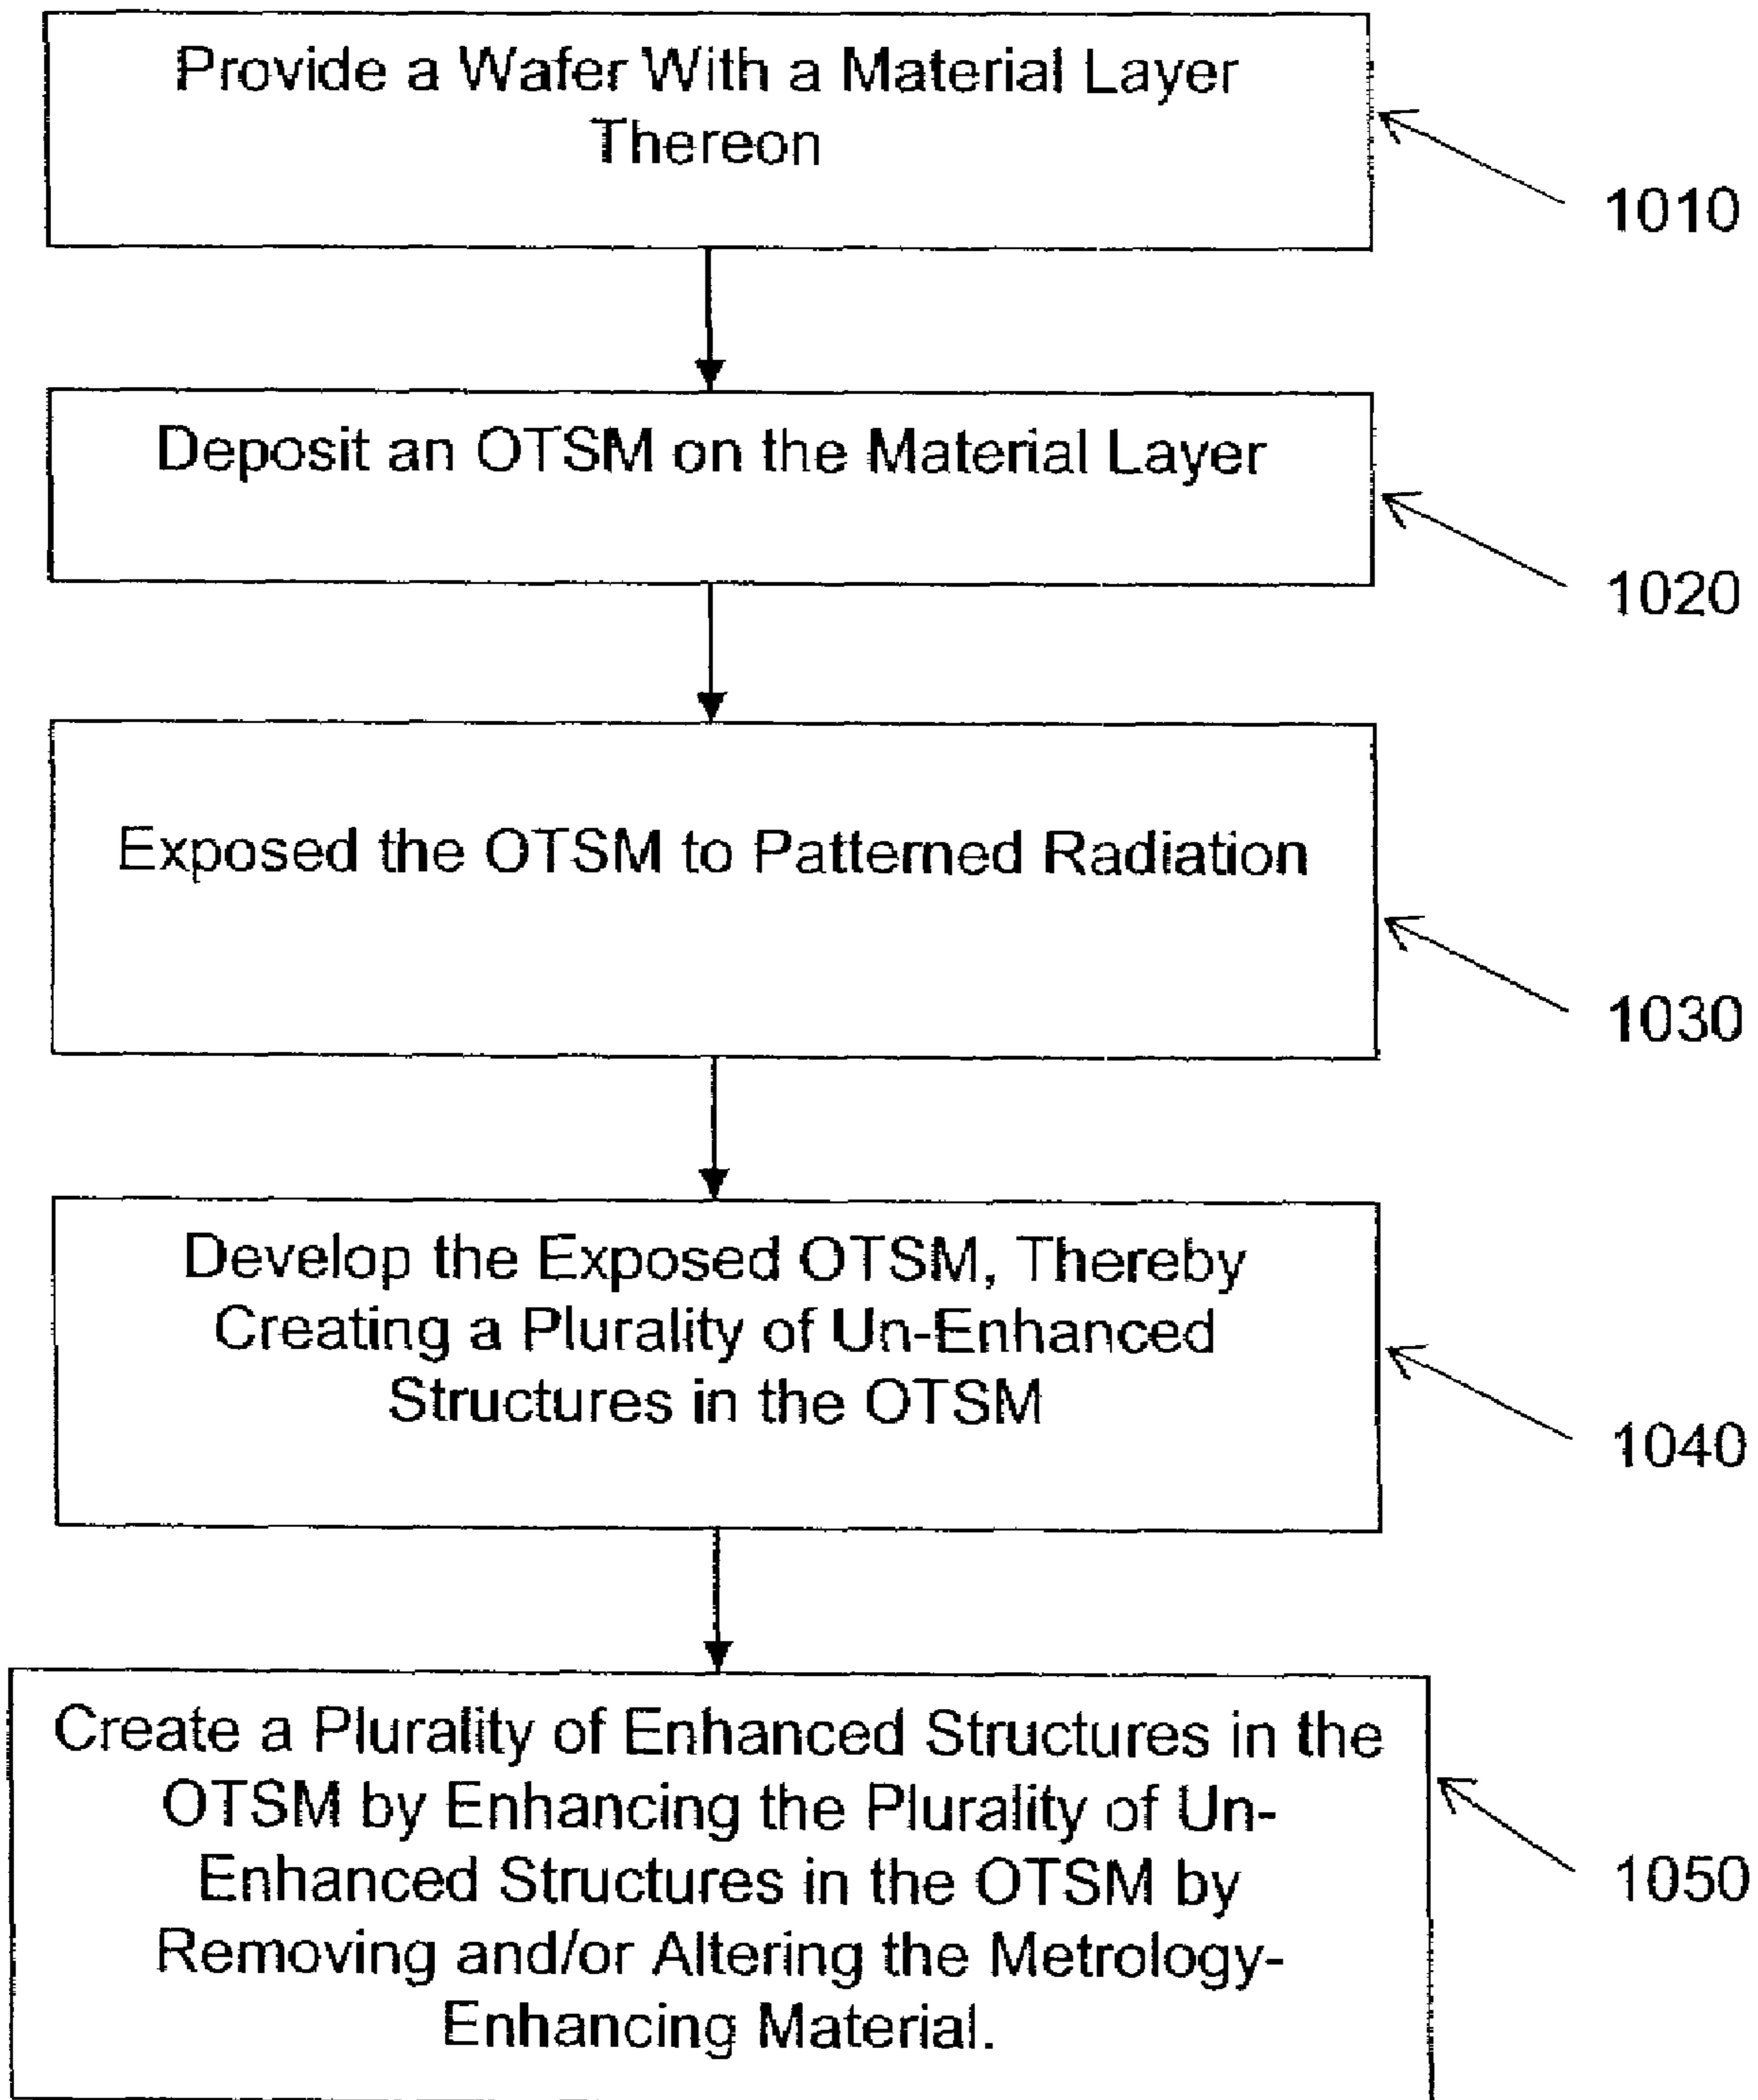 Provide a Wafer With a Material Layer
Thereon
1010
Deposit an OTSM on the Material Layer
1020
Exposed the OTSM to Patterned Radiation
1030
Develop the Exposed OTSM, Thereby
Creating a Plurality of Un-Enhanced
Structures in the OTSM
1040
Create a Plurality of Enhanced Structures in the
OTSM by Enhancing the Plurality of Un-
Enhanced Structures in the OTSM by
Removing and/or Altering the Metrology-
Enhancing Material.
1050